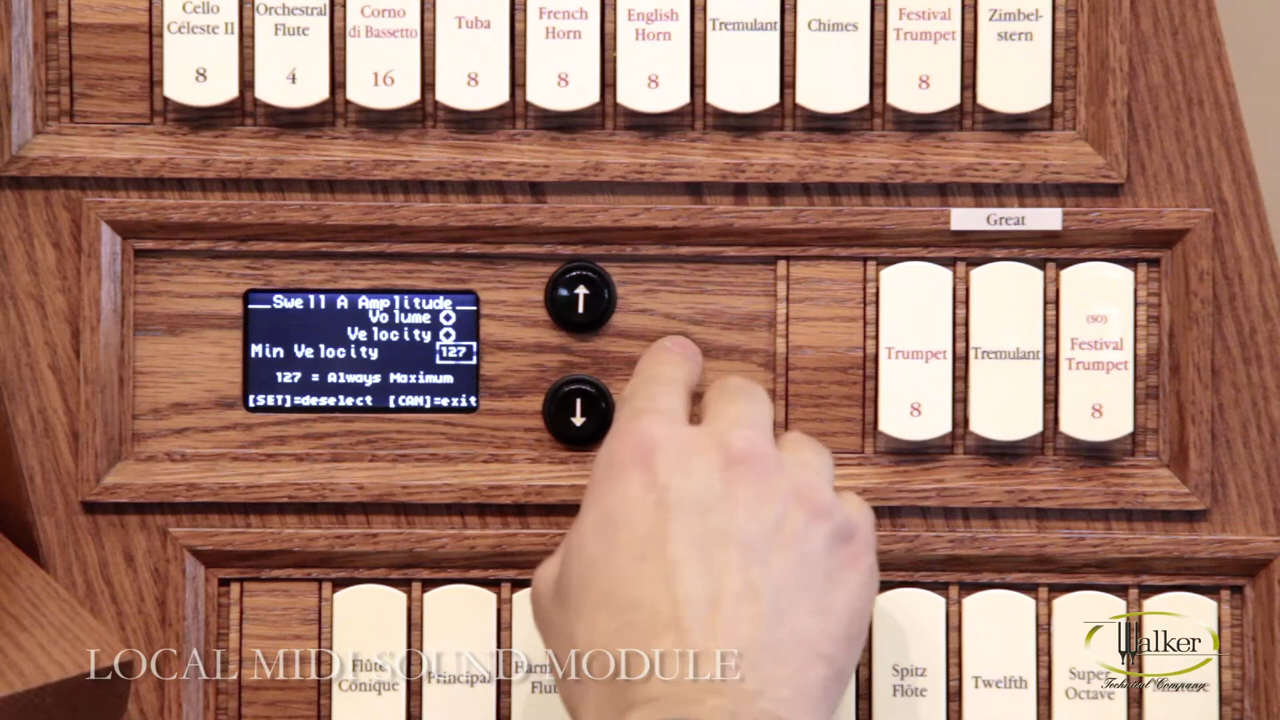 Cello
Céleste II
8
Orchestral
Flute
4
Corno
di Bassetto
16
Tuba
8
French
Horn
8
English
Horn
8
Tremulant
Chimes
Festival
Trumpet
8
Zimbel-
stern
Great
Swell A Amplitude
Volume
Velocity
Min Velocity 127
127 = Always Maximum
[SET]=deselect [CAN]=exit
↑
↓
Trumpet
8
Tremulant
(SO)
Festival
Trumpet
8
Flûte
Conique
Principal
Spitz
Flöte
Twelfth
Super
Octave
LOCAL MIDI SOUND MODULE
Walker
Technical Company